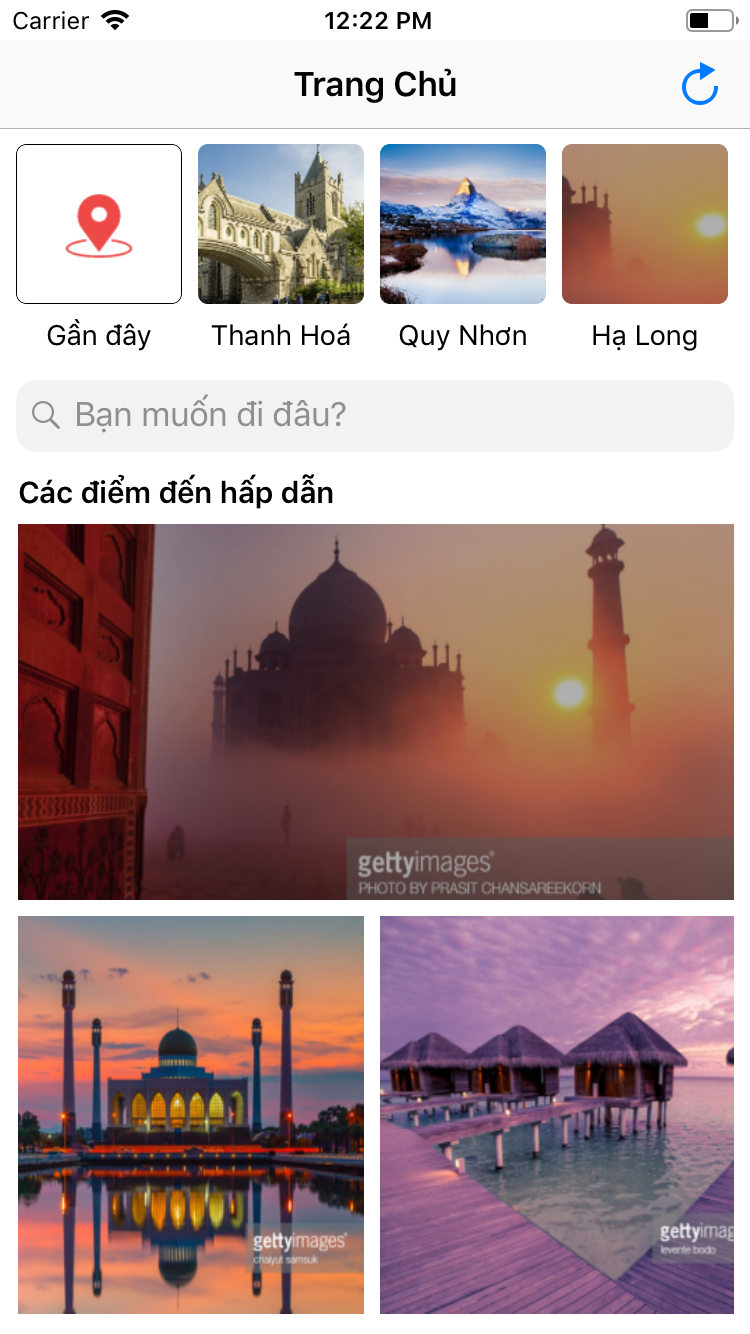 Carrier 12:22 PM
Trang Chủ
Gần đây Thanh Hoá Quy Nhơn Hạ Long
Bạn muốn đi đâu?
Các điểm đến hấp dẫn
gettyimages®
PHOTO BY PRASIT CHANSAREEKORN
gettyimages®
chaiyut samsuk
gettyimag
levente bodo